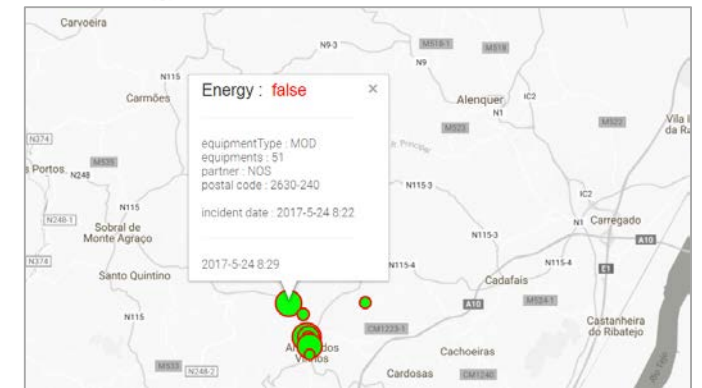 Carvoeira
N9-3
M518-1
M518
N9
N115
Carmões
Energy : false ×
Alenquer
IC2
N1
M523
M522
Vila
da Ra
N374
equipmentType : MOD
equipments : 51
partner : NOS
postal code : 2630-240
M535
s Portos
N248
N115-3
IC2
incident date : 2017-5-24 8:22
N115
N248-1
Sobral de
Monte Agraço
N1
Carregado
N115-3
A10
N374
2017-5-24 8:29
N115-4
N115-4
E1
Santo Quintino
Cadafais
A10
M524-1
N115
CM1223-1
Castanheira
do Ribatejo
dos
Cachoeiras
M533
N248-2
Cardosas
CM1240